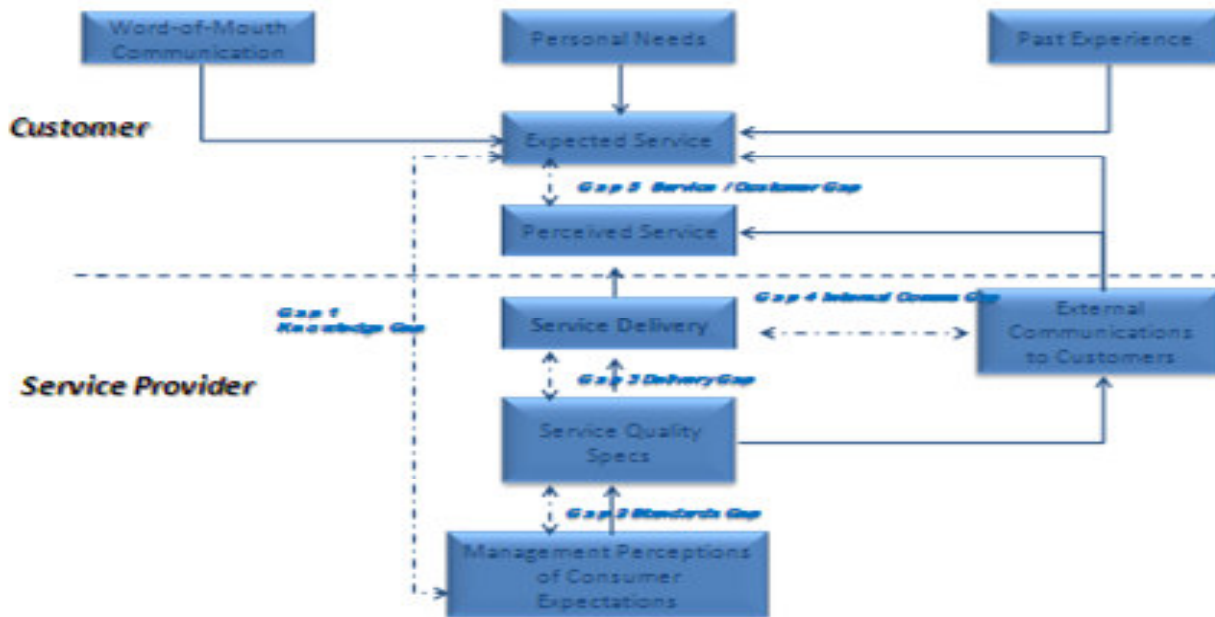 Word-of-Mouth
Communication
Personal Needs
Past Experience
Customer
Expected Service
Gap 5 Service / Customer Gap
Perceived Service
Gap 1
Knowledge Gap
Service Delivery
Gap 4 Internal Comms Gap
External
Communications
to Customers
Service Provider
Gap 3 Delivery Gap
Service Quality
Specs
Gap 2 Standards Gap
Management Perceptions
of Consumer
Expectations